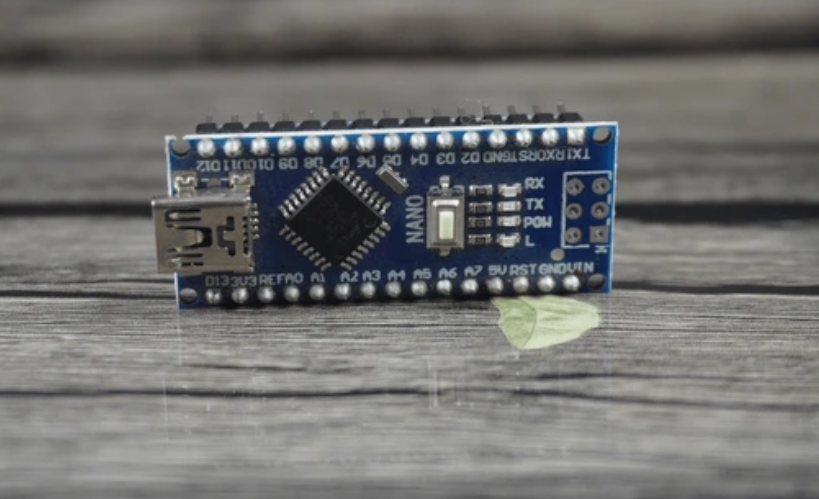 D12 D11 D10 D9 D8 D7 D6 D5 D4 D3 D2 GND RST RX0 TX1
RX
TX
POW
L
NANO
D13 3V3 REF A0 A1 A2 A3 A4 A5 A6 A7 5V RST GND VIN